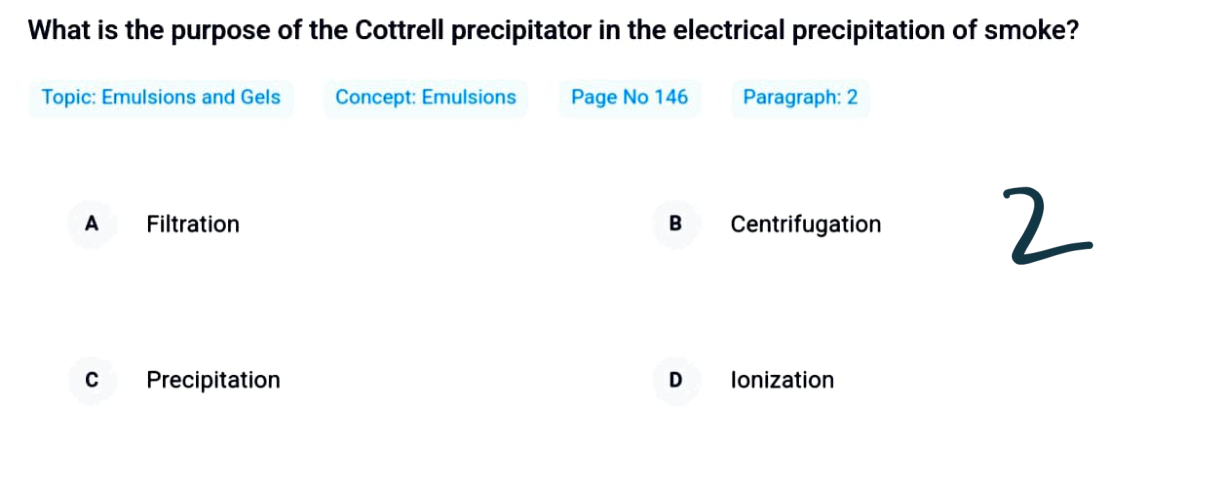 What is the purpose of the Cottrell precipitator in the electrical precipitation of smoke?
Topic: Emulsions and Gels Concept: Emulsions Page No 146 Paragraph: 2
A Filtration
B Centrifugation
2
C Precipitation
D Ionization